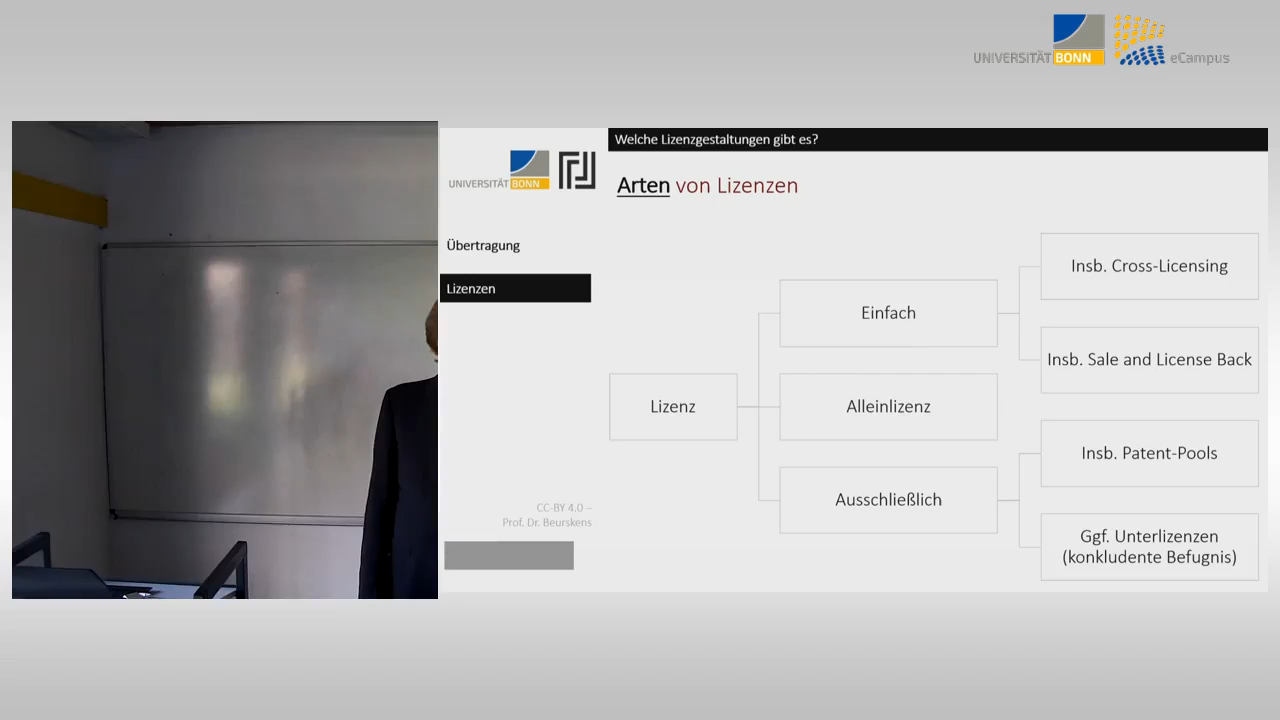 UNIVERSITÄT BONN
eCampus
Welche Lizenzgestaltungen gibt es?
UNIVERSITÄT BONN
Arten von Lizenzen
Übertragung
Lizenzen
Lizenz
Einfach
Alleinlizenz
Ausschließlich
Insb. Cross-Licensing
Insb. Sale and License Back
Insb. Patent-Pools
Ggf. Unterlizenzen
(konkludente Befugnis)
CC-BY 4.0 –
Prof. Dr. Beurskens